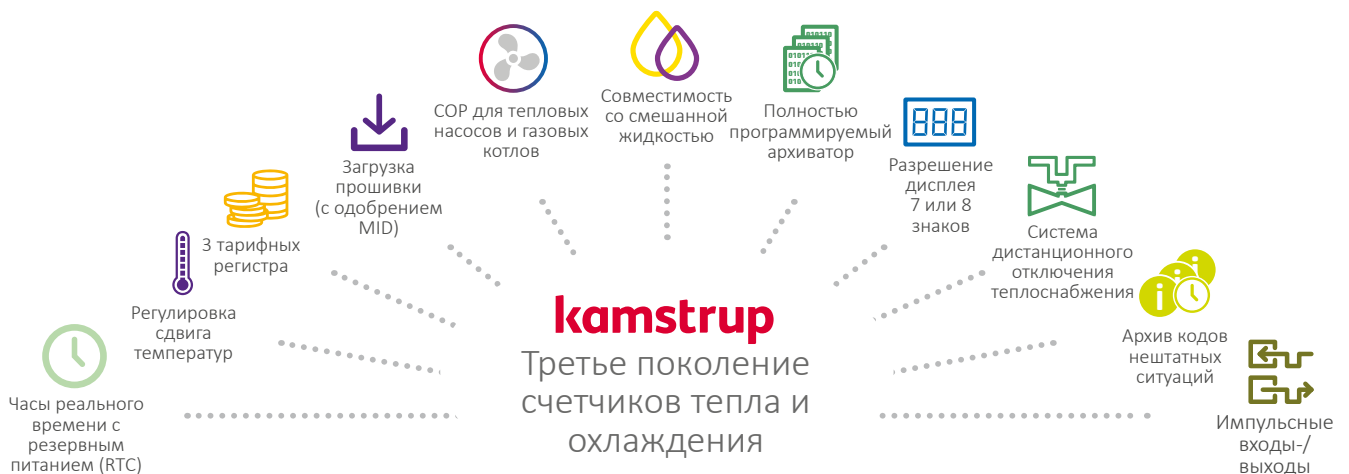 СОР для тепловых
насосов и газовых
котлов
Совместимость
со смешанной
жидкостью
Полностью
программируемый
архиватор
888
Загрузка
прошивки
(с одобрением
MID)
Разрешение
дисплея
7 или 8
знаков
3 тарифных
регистра
Система
дистанционного
отключения
теплоснабжения
Регулировка
сдвига
температур
kamstrup
Третье поколение
счетчиков тепла и
охлаждения
Архив кодов
нештатных
ситуаций
Часы реального
времени с
резервным
питанием (RTC)
Импульсные
входы-/
выходы